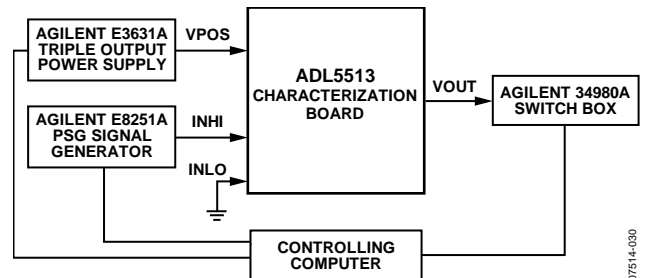 AGILENT E3631A
TRIPLE OUTPUT
POWER SUPPLY
VPOS
ADL5513
CHARACTERIZATION
BOARD
VOUT
AGILENT 34980A
SWITCH BOX
AGILENT E8251A
PSG SIGNAL
GENERATOR
INHI
INLO
CONTROLLING
COMPUTER
07514-030